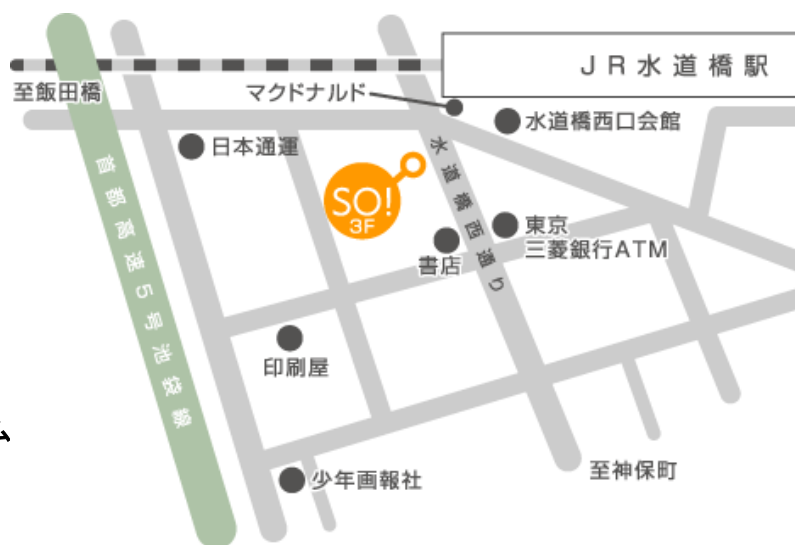 JR水道橋駅
至飯田橋
マクドナルド
水道橋西口会館
日本通運
首都高速5号池袋線
水道橋西通り
SO!
3F
東京
三菱銀行ATM
書店
印刷屋
ム
少年画報社
至神保町